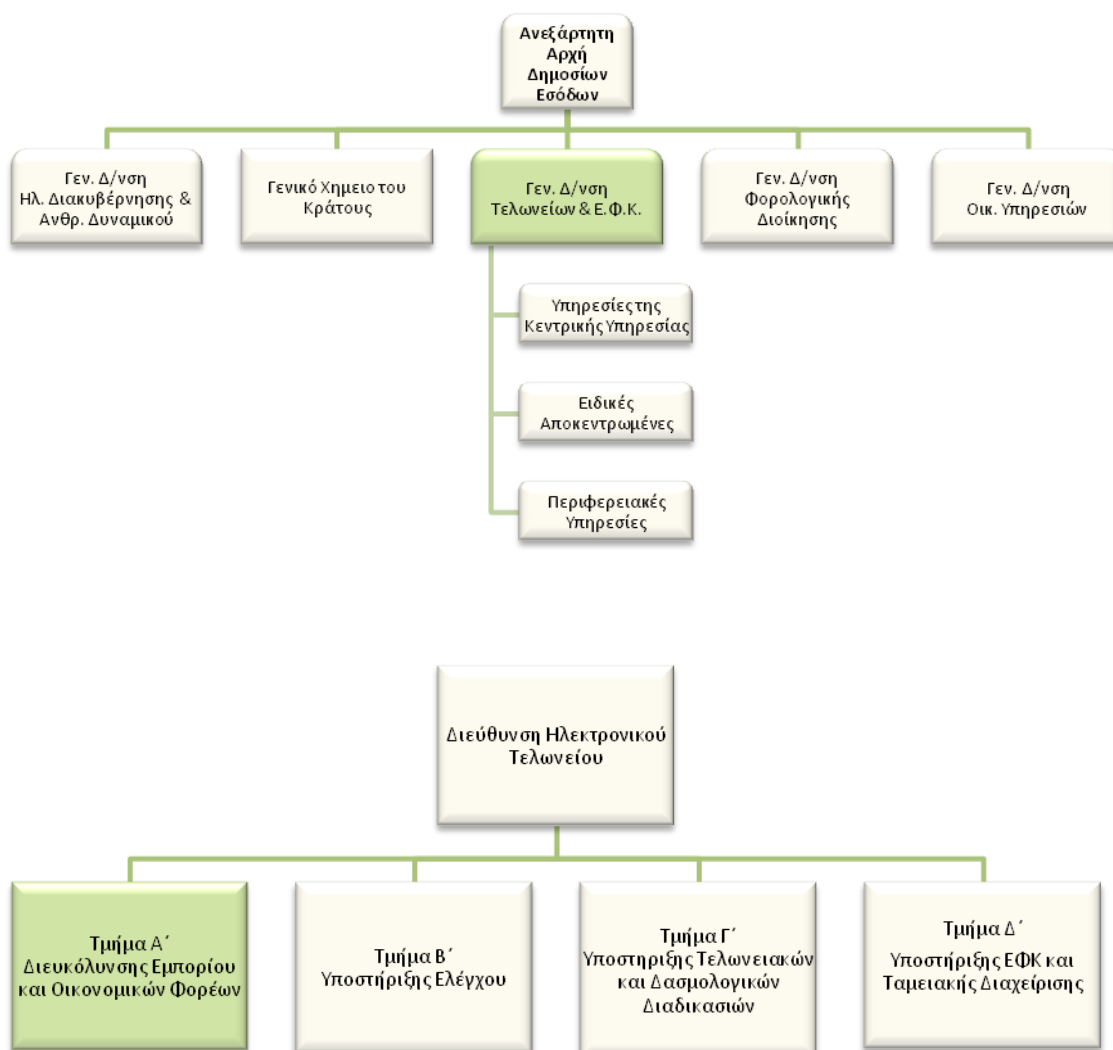 Ανεξάρτητη
Αρχή
Δημοσίων
Εσόδων
Γεν. Δ/νση
Ηλ. Διακυβέρνησης &
Ανθρ. Δυναμικού
Γενικό Χημειο του
Κράτους
Γεν. Δ/νση
Τελωνείων & Ε.Φ.Κ.
Γεν. Δ/νση
Φορολογικής
Διοίκησης
Γεν. Δ/νση
Οικ. Υπηρεσιών
Υπηρεσίες της
Κεντρικής Υπηρεσίας
Ειδικές
Αποκεντρωμένες
Περιφερειακές
Υπηρεσίες
Διεύθυνση Ηλεκτρονικού
Τελωνείου
Τμήμα Α΄
Διευκόλυνσης Εμπορίου
και Οικονομικών Φορέων
Τμήμα Β΄
Υποστήριξης Ελέγχου
Τμήμα Γ΄
Υποστηριξης Τελωνειακών
και Δασμολογικών
Διαδικασιών
Τμήμα Δ΄
Υποστήριξης ΕΦΚ και
Ταμειακής Διαχείρισης